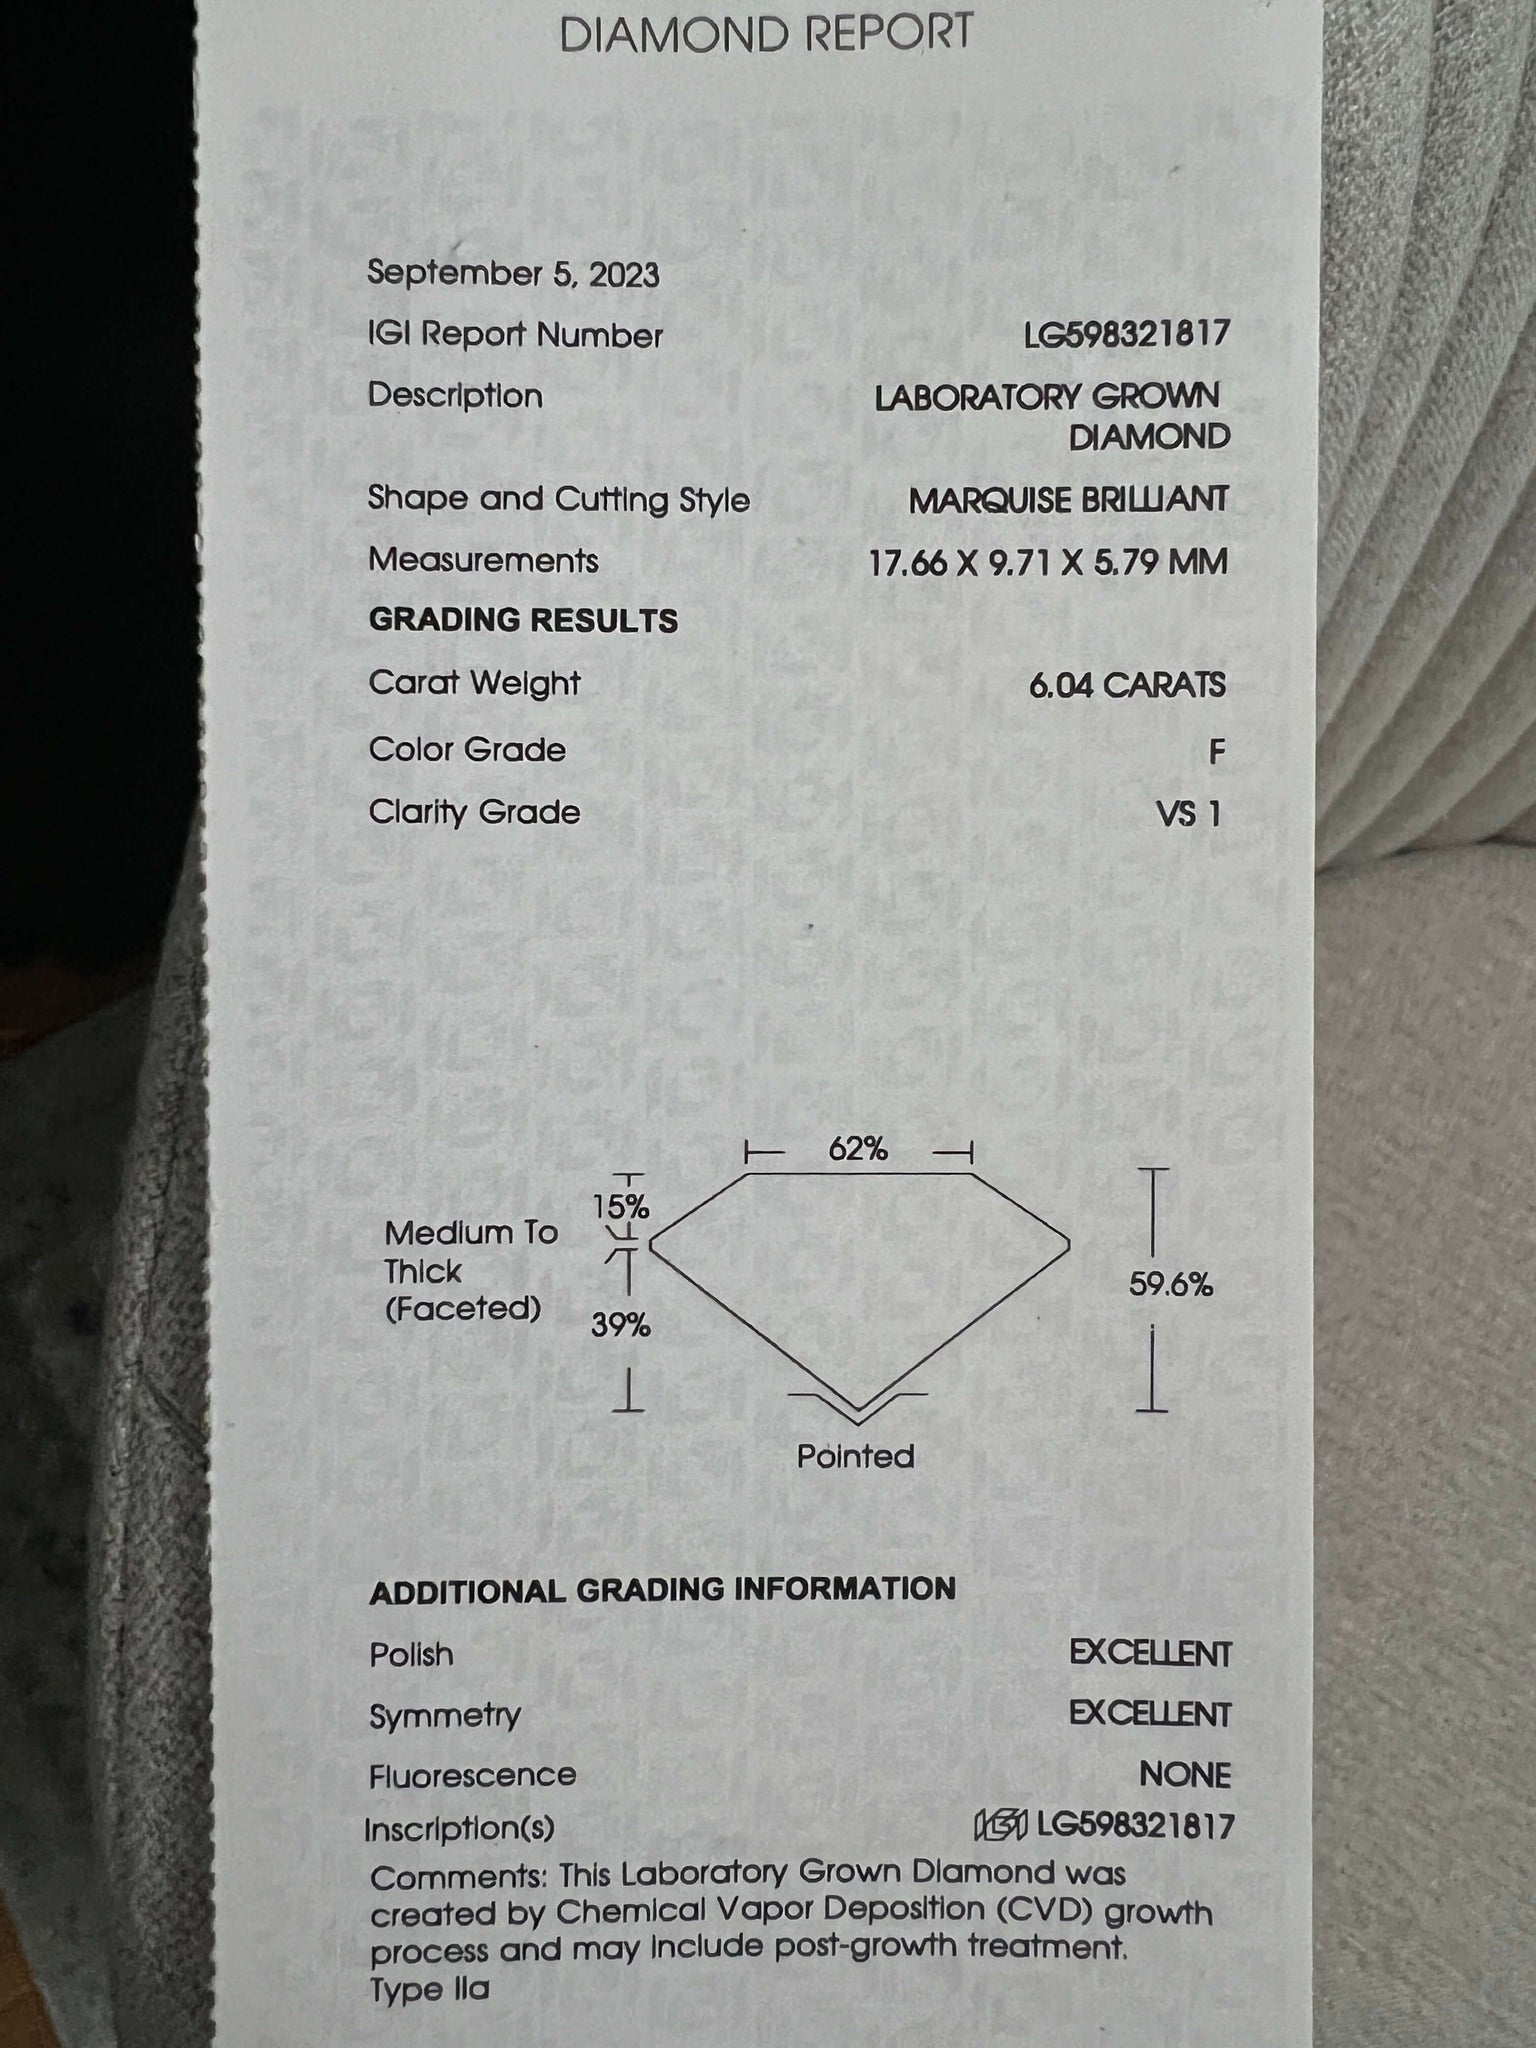 DIAMOND REPORT
September 5, 2023
IGI Report Number LG598321817
Description LABORATORY GROWN
DIAMOND
Shape and Cutting Style MARQUISE BRILLIANT
Measurements 17.66 X 9.71 X 5.79 MM
GRADING RESULTS
Carat Weight 6.04 CARATS
Color Grade F
Clarity Grade VS 1
62%
15%
Medium To
Thick
(Faceted)
39%
59.6%
Pointed
ADDITIONAL GRADING INFORMATION
Polish EXCELLENT
Symmetry EXCELLENT
Fluorescence NONE
Inscription(s) IGI LG598321817
Comments: This Laboratory Grown Diamond was
created by Chemical Vapor Deposition (CVD) growth
process and may include post-growth treatment.
Type IIa